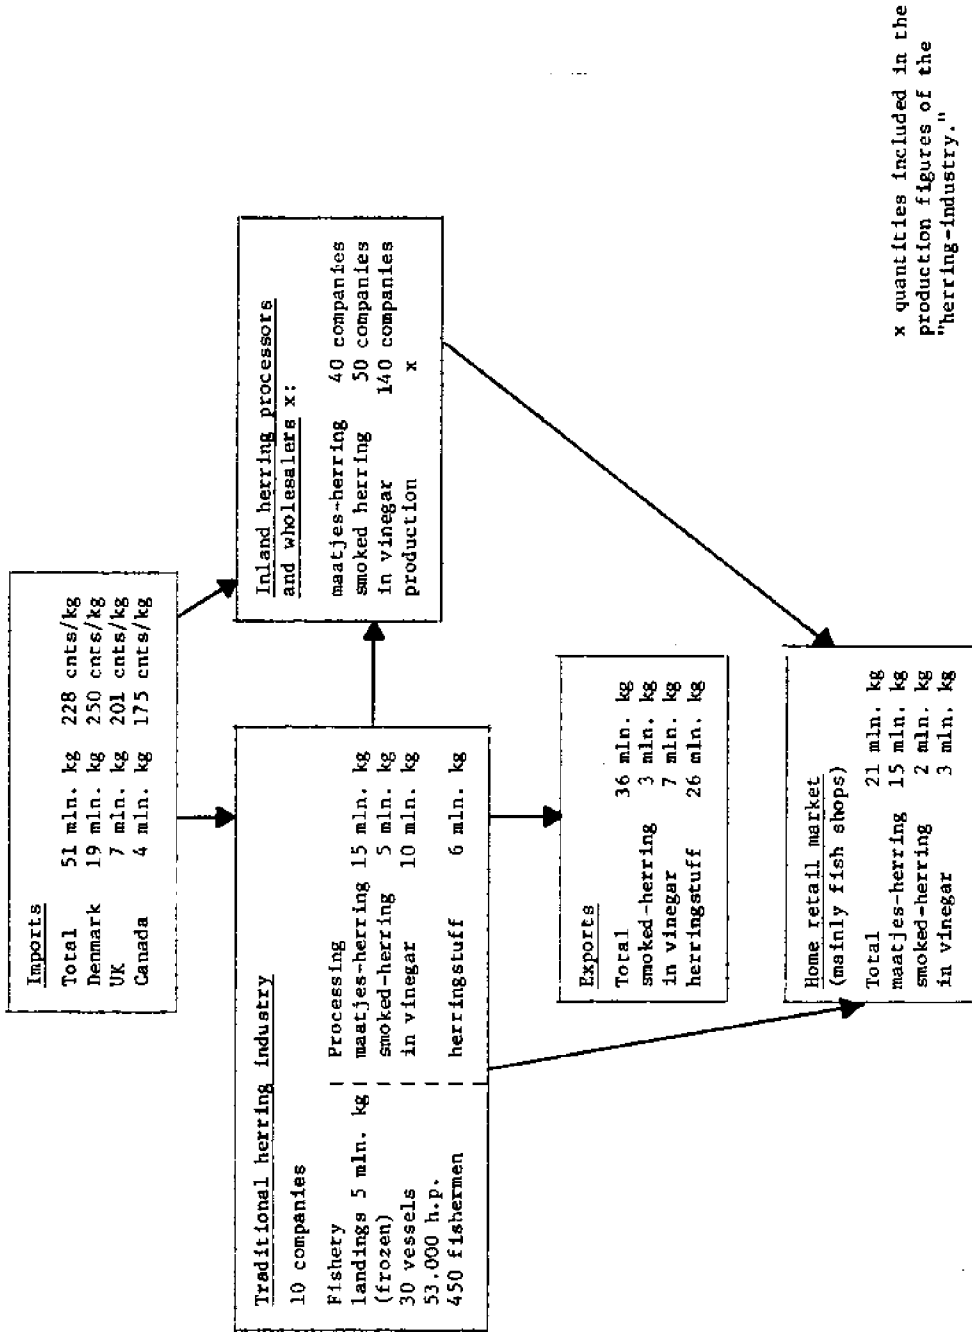 Imports
Total 51 mln. kg 228 cnts/kg
Denmark 19 mln. kg 250 cnts/kg
UK 7 mln. kg 201 cnts/kg
Canada 4 mln. kg 175 cnts/kg
Traditional herring industry
10 companies
Fishery | Processing
landings 5 mln. kg | maatjes-herring 15 mln. kg
(frozen) | smoked-herring 5 mln. kg
30 vessels | in vinegar 10 mln. kg
53.000 h.p. |
450 fishermen | herringstuff 6 mln. kg
Inland herring processors
and wholesalers x:
maatjes-herring 40 companies
smoked herring 50 companies
in vinegar 140 companies
production x
Exports
Total 36 mln. kg
smoked-herring 3 mln. kg
in vinegar 7 mln. kg
herringstuff 26 mln. kg
Home retail market
(mainly fish shops)
Total 21 mln. kg
maatjes-herring 15 mln. kg
smoked-herring 2 mln. kg
in vinegar 3 mln. kg
x quantities included in the
production figures of the
"herring-industry."